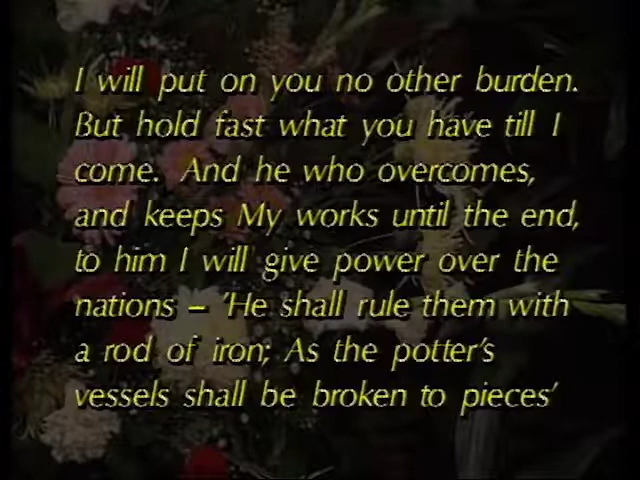 I will put on you no other burden.
But hold fast what you have till I
come. And he who overcomes,
and keeps My works until the end,
to him I will give power over the
nations – 'He shall rule them with
a rod of iron; As the potter's
vessels shall be broken to pieces'